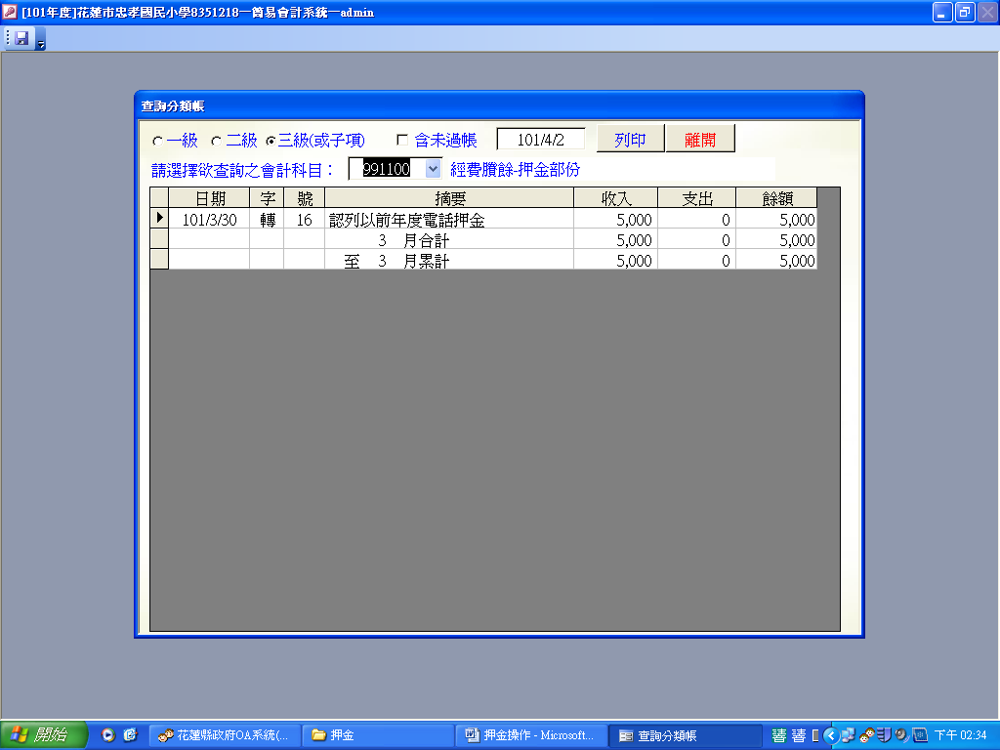 [101年度]花蓮市忠孝國民小學8351218一簡易會計系統一admin
查詢分類帳
一級 二級 三級(或子項) 含未過帳 101/4/2 列印 離開
請選擇欲查詢之會計科目： 991100 經費賸餘-押金部份
日期 字 號 摘要 收入 支出 餘額
101/3/30 轉 16 認列以前年度電話押金 5,000 0 5,000
3 月合計 5,000 0 5,000
至 3 月累計 5,000 0 5,000
開始 花蓮縣政府OA系統(... 押金 押金操作 - Microsoft... 查詢分類帳 下午 02:34